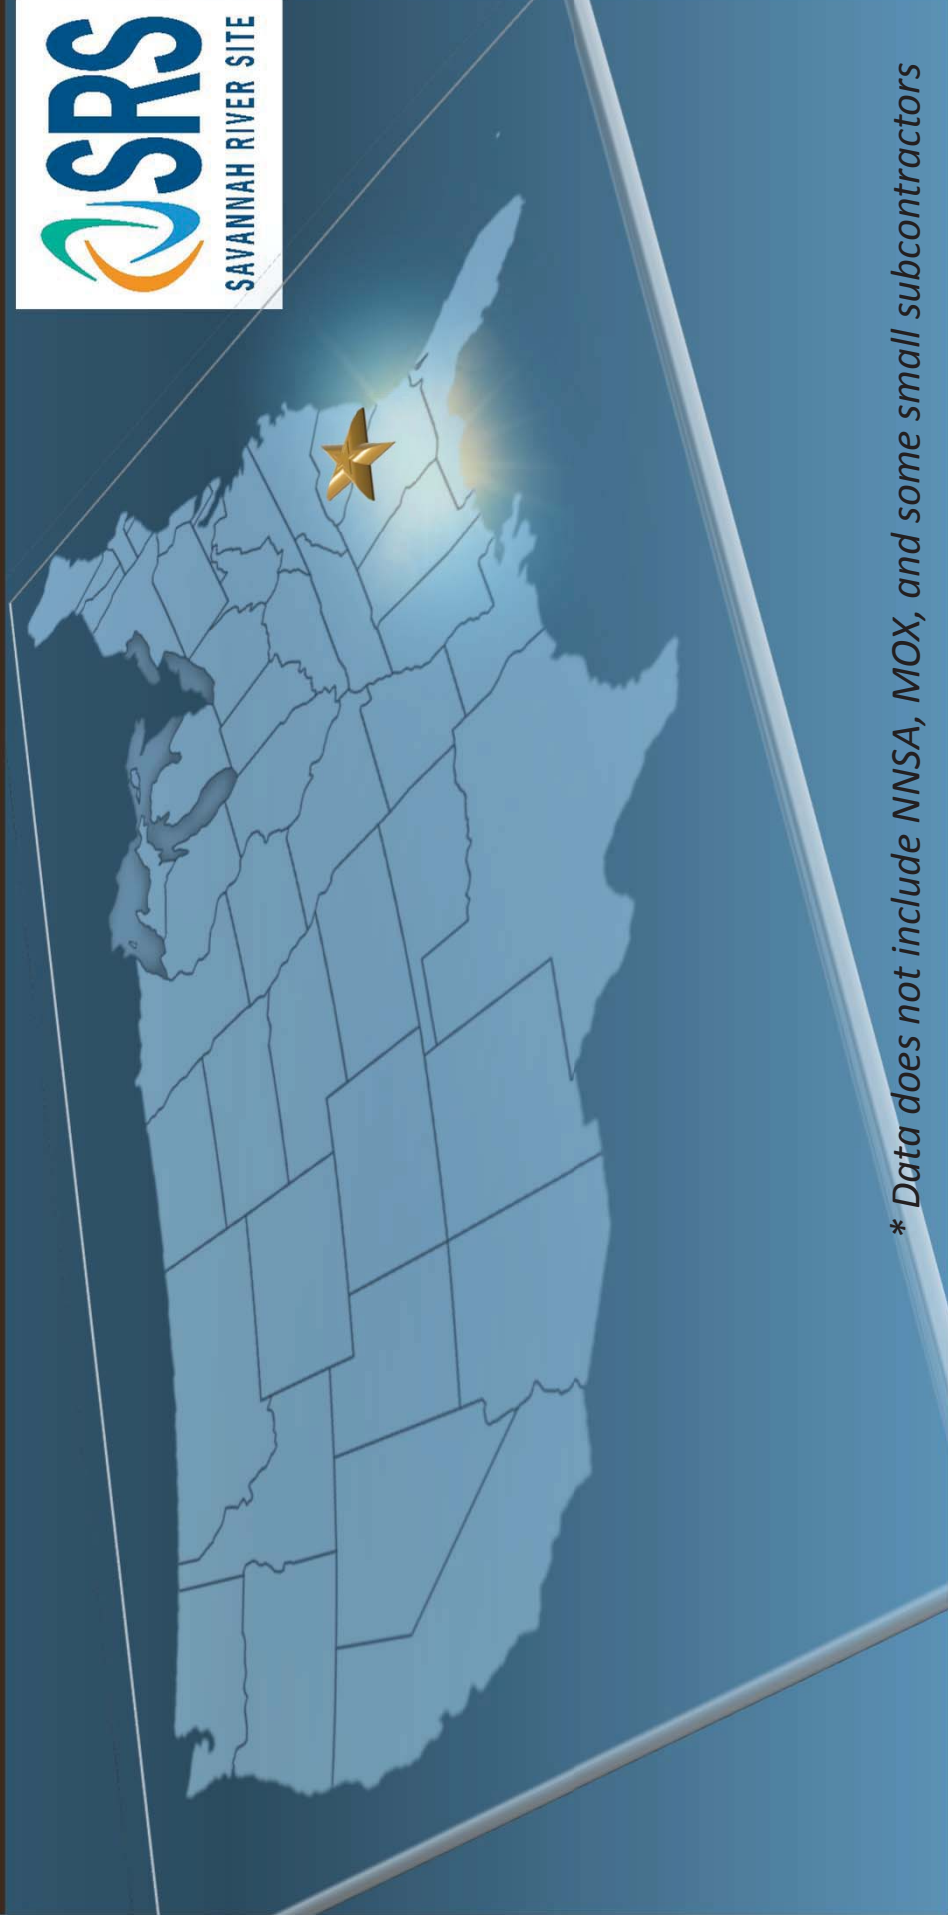 SRS
SAVANNAH RIVER SITE
* Data does not include NNSA, MOX, and some small subcontractors